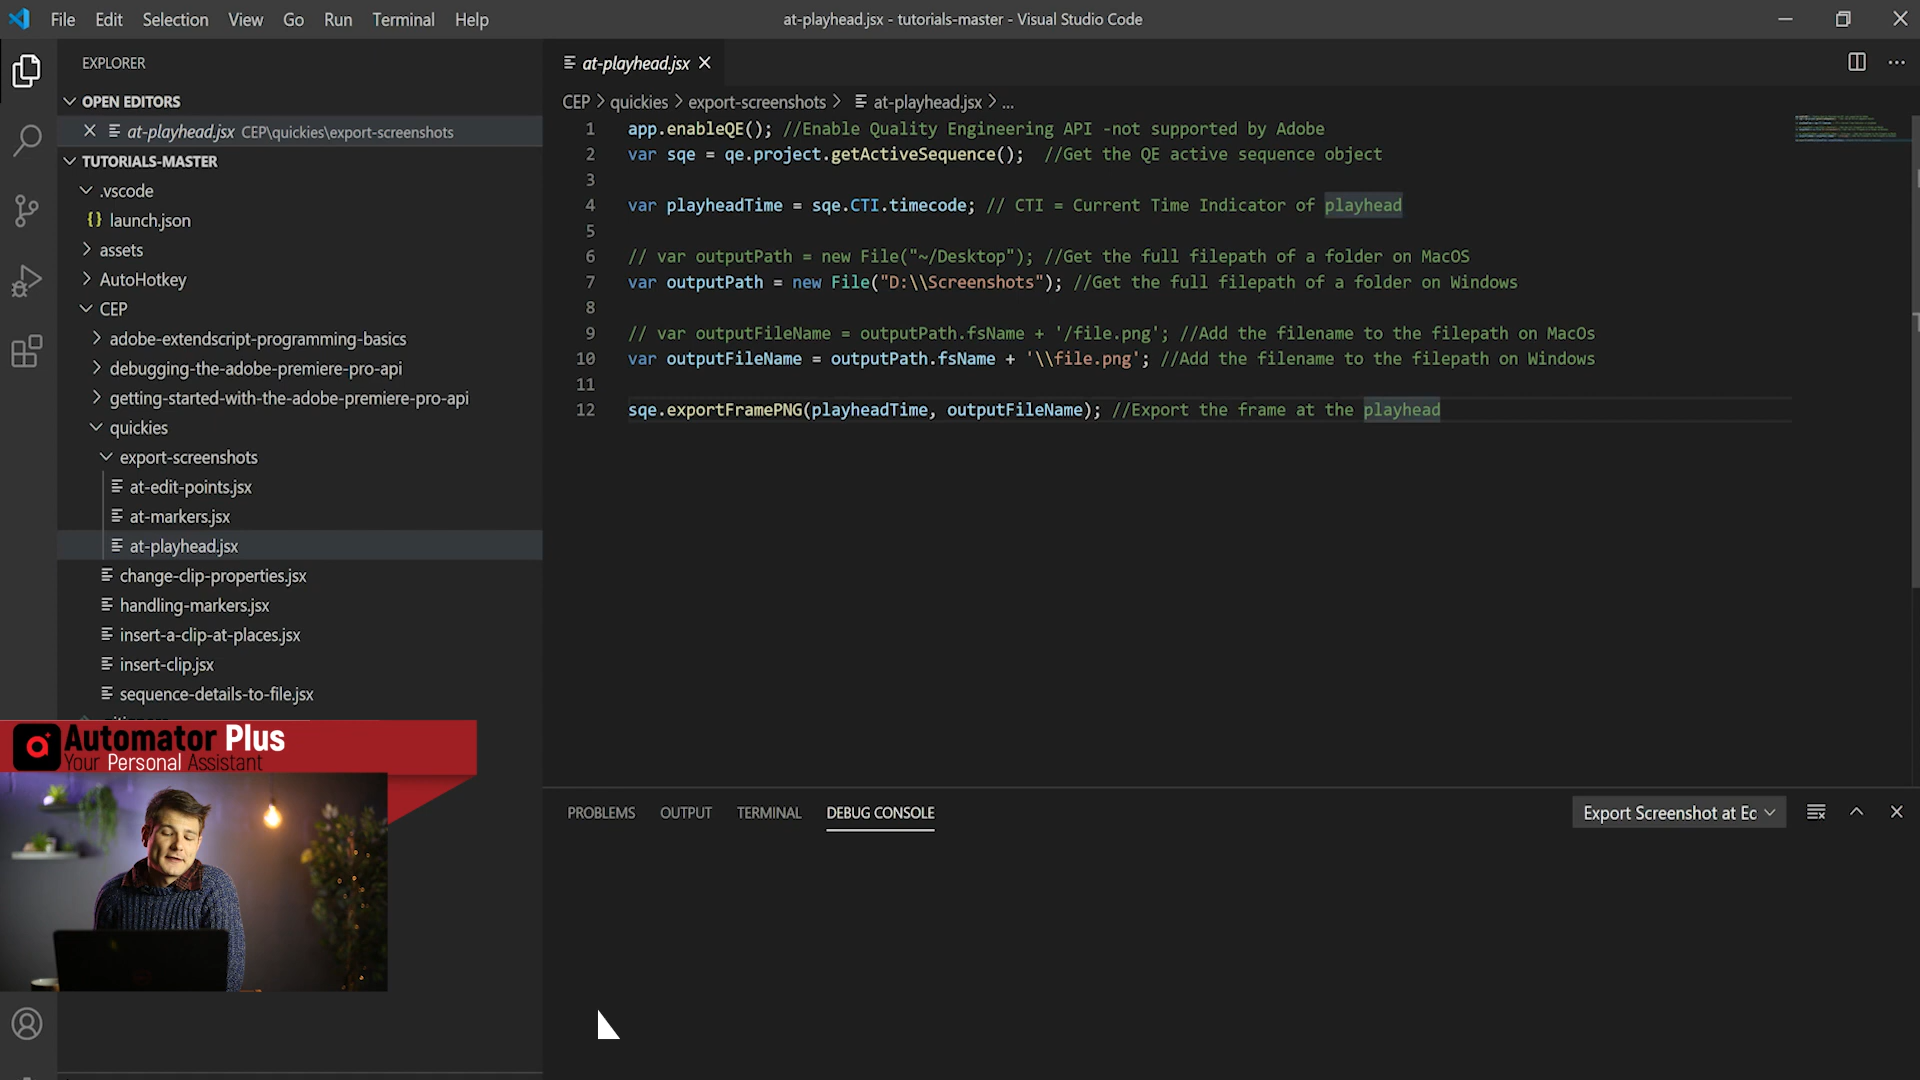 File Edit Selection View Go Run Terminal Help
at-playhead.jsx - tutorials-master - Visual Studio Code
EXPLORER
OPEN EDITORS
at-playhead.jsx CEP\quickies\export-screenshots
TUTORIALS-MASTER
.vscode
{} launch.json
assets
AutoHotkey
CEP
adobe-extendscript-programming-basics
debugging-the-adobe-premiere-pro-api
getting-started-with-the-adobe-premiere-pro-api
quickies
export-screenshots
at-edit-points.jsx
at-markers.jsx
at-playhead.jsx
change-clip-properties.jsx
handling-markers.jsx
insert-a-clip-at-places.jsx
insert-clip.jsx
sequence-details-to-file.jsx
Automator Plus
Your Personal Assistant
at-playhead.jsx
CEP > quickies > export-screenshots > at-playhead.jsx > ...
1 app.enableQE(); //Enable Quality Engineering API -not supported by Adobe
2 var sqe = qe.project.getActiveSequence(); //Get the QE active sequence object
3
4 var playheadTime = sqe.CTI.timecode; // CTI = Current Time Indicator of playhead
5
6 // var outputPath = new File("~/Desktop"); //Get the full filepath of a folder on MacOS
7 var outputPath = new File("D:\\Screenshots"); //Get the full filepath of a folder on Windows
8
9 // var outputFileName = outputPath.fsName + '/file.png'; //Add the filename to the filepath on MacOs
10 var outputFileName = outputPath.fsName + '\\file.png'; //Add the filename to the filepath on Windows
11
12 sqe.exportFramePNG(playheadTime, outputFileName); //Export the frame at the playhead
PROBLEMS OUTPUT TERMINAL DEBUG CONSOLE
Export Screenshot at Ec